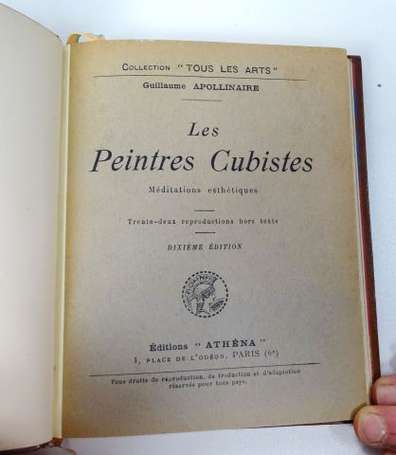 COLLECTION "TOUS LES ARTS"
Guillaume APOLLINAIRE
Les
Peintres Cubistes
Méditations esthétiques
Trente-deux reproductions hors texte
DIXIÈME ÉDITION
Éditions "ATHÉNA"
1, PLACE DE L'ODÉON, PARIS (6e)
Tous droits de reproduction, de traduction et d'adaptation
réservés pour tous pays.